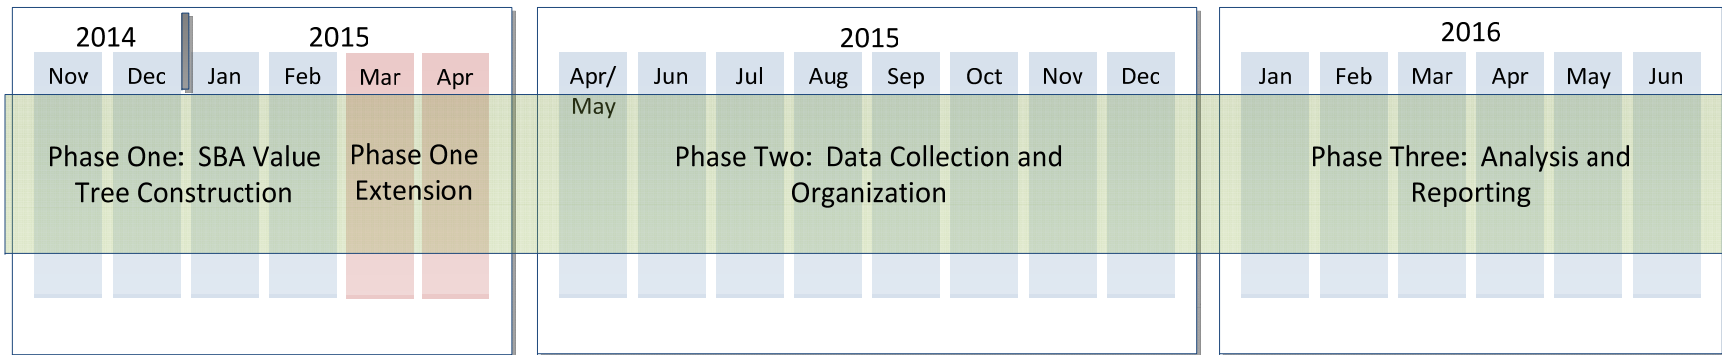 2014
2015
Nov Dec Jan Feb Mar Apr
Phase One: SBA Value
Tree Construction
Phase One
Extension
2015
Apr/
May
Jun Jul Aug Sep Oct Nov Dec
Phase Two: Data Collection and
Organization
2016
Jan Feb Mar Apr May Jun
Phase Three: Analysis and
Reporting